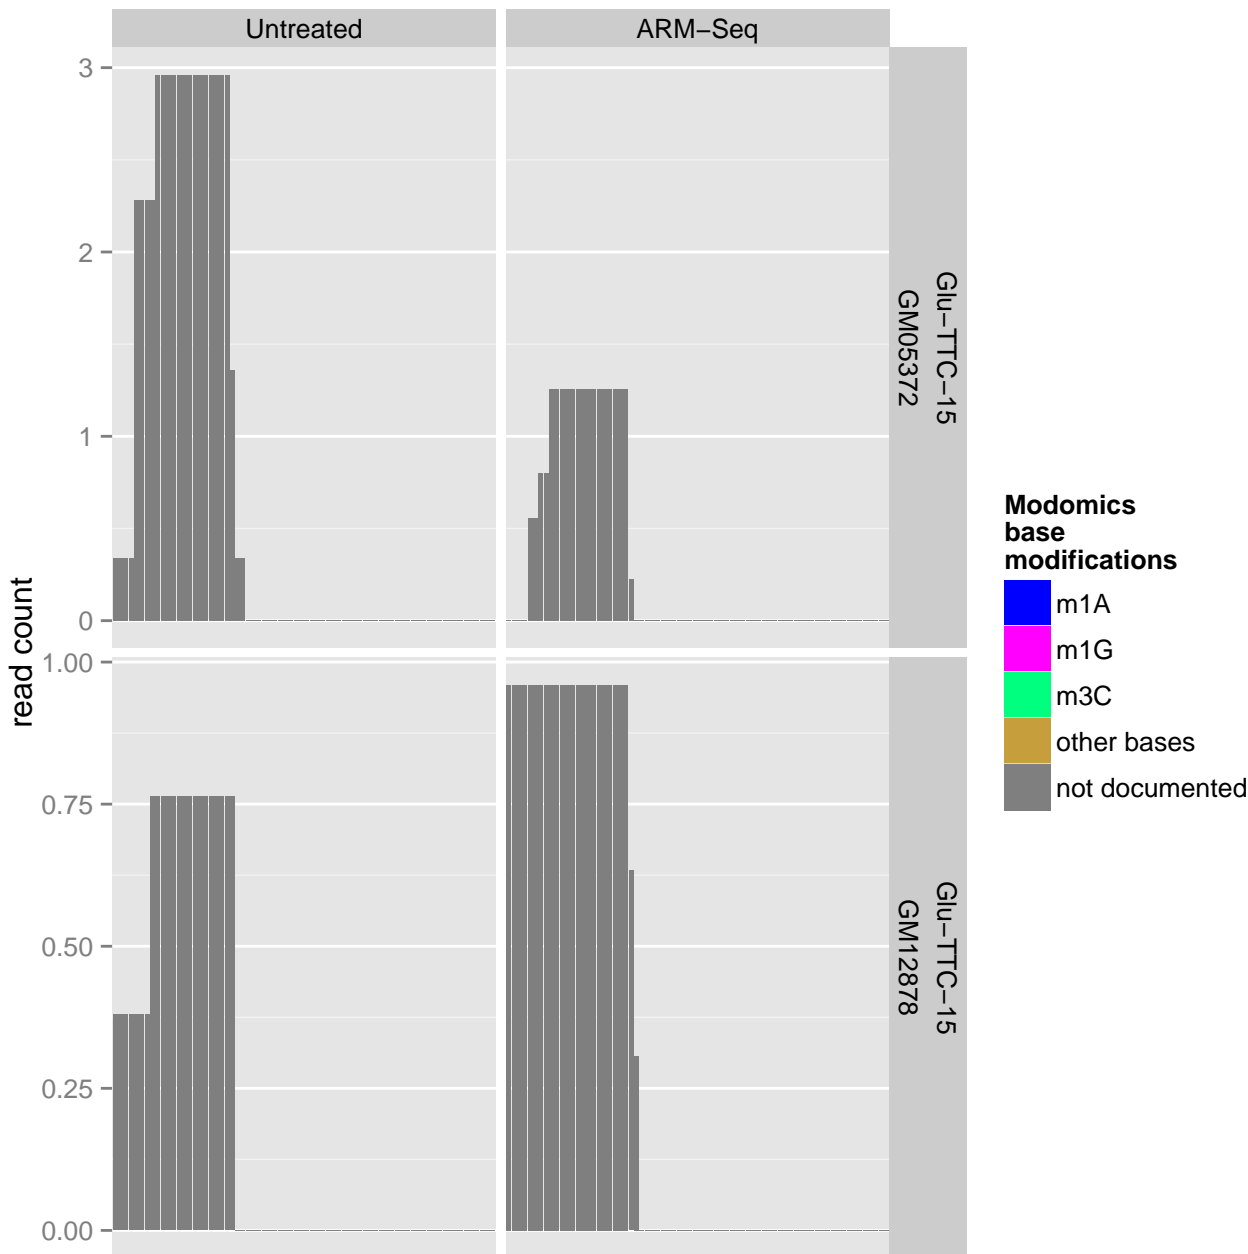 Untreated
ARM−Seq
3
2
1
0
Glu−TTC−15
GM05372
read count
1.00
0.75
0.50
0.25
0.00
Glu−TTC−15
GM12878
Modomics
base
modifications
m1A
m1G
m3C
other bases
not documented